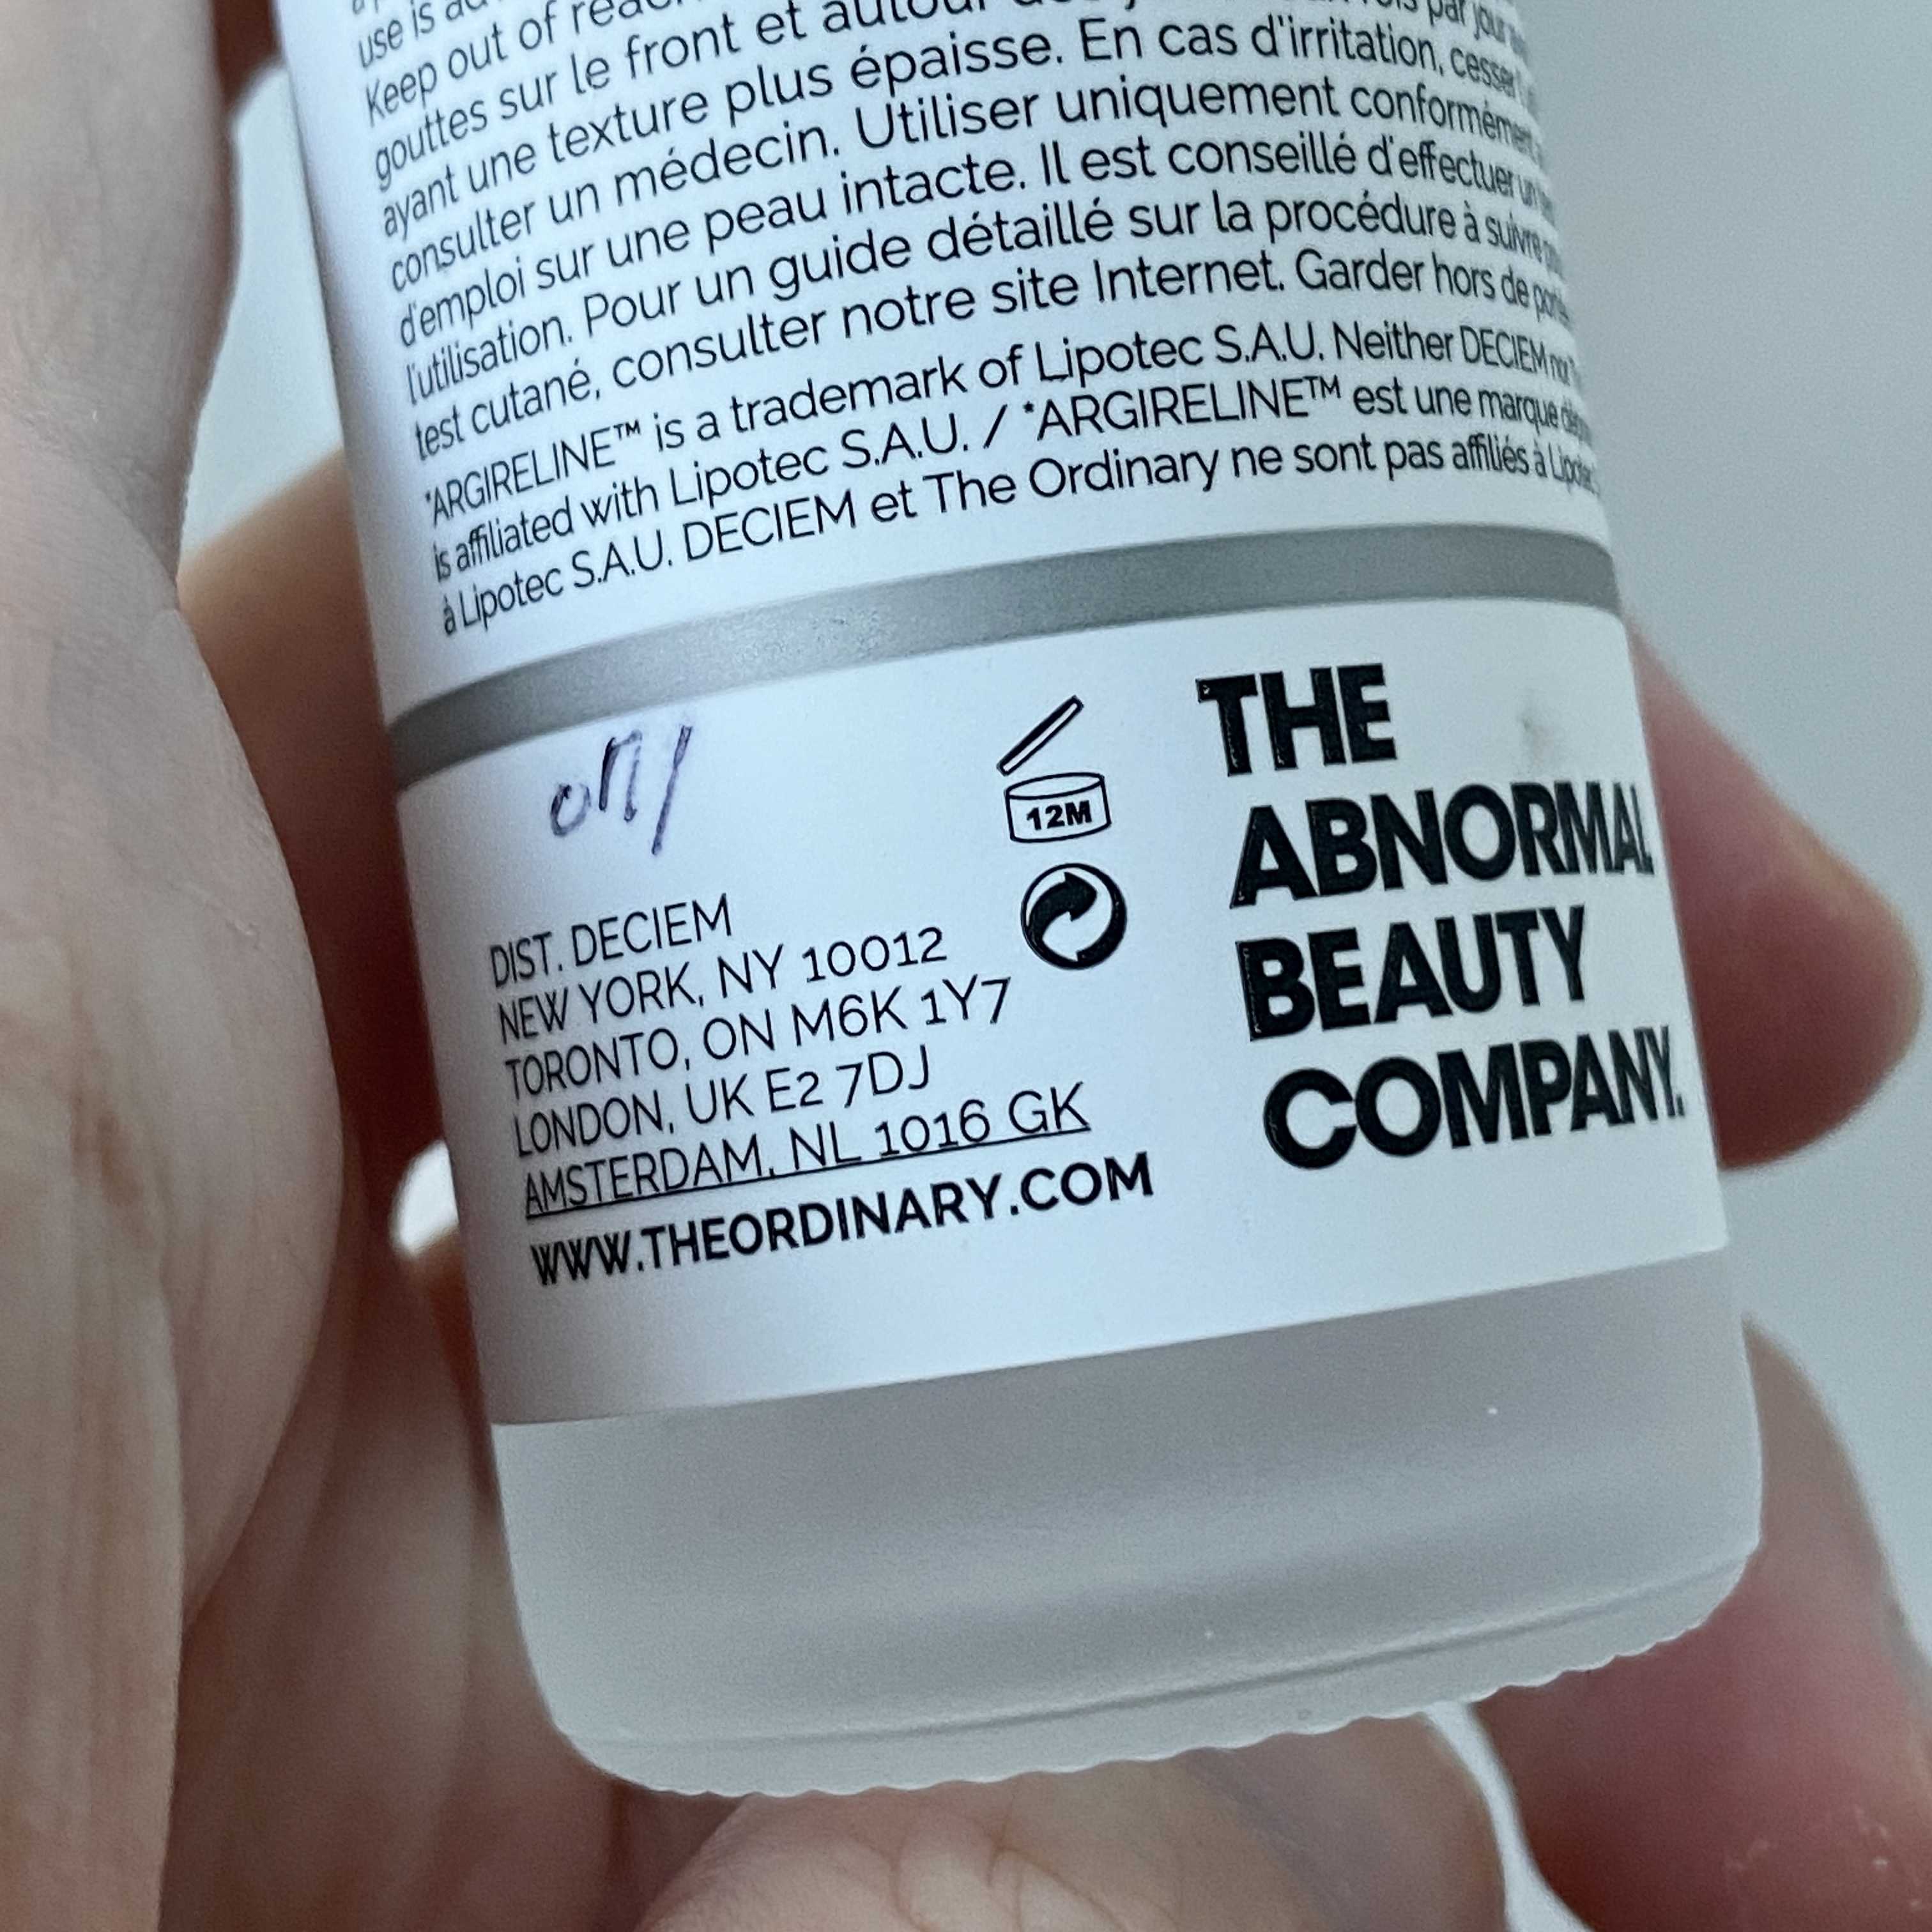 use is
Keep out of
gouttes sur le front et autour
ayant une texture plus épaisse. En cas d'irritation, cesser
consulter un médecin. Utiliser uniquement conformément
d'emploi sur une peau intacte. Il est conseillé d'effectuer un
l'utilisation. Pour un guide détaillé sur la procédure à suivre
test cutané, consulter notre site Internet. Garder hors de
*ARGIRELINE™ is a trademark of Lipotec S.A.U. Neither DECIEM nor
is affiliated with Lipotec S.A.U. / *ARGIRELINE™ est une marque
à Lipotec S.A.U. DECIEM et The Ordinary ne sont pas affiliés à
12M
DIST. DECIEM
NEW YORK, NY 10012
TORONTO, ON M6K 1Y7
LONDON, UK E2 7DJ
AMSTERDAM, NL 1016 GK
WWW.THEORDINARY.COM
THE
ABNORMAL
BEAUTY
COMPANY.